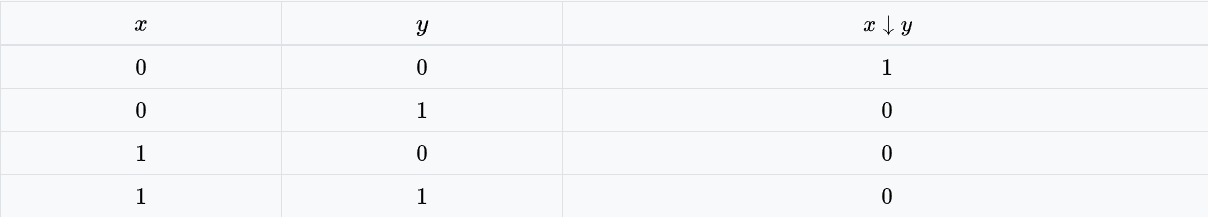 x y x ↓ y
0 0 1
0 1 0
1 0 0
1 1 0